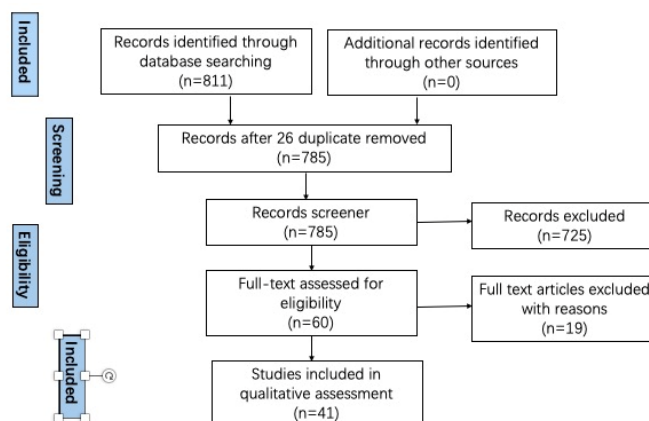 Included
Records identified through
database searching
(n=811)
Additional records identified
through other sources
(n=0)
Screening
Records after 26 duplicate removed
(n=785)
Records screener
(n=785)
Records excluded
(n=725)
Eligibility
Full-text assessed for
eligibility
(n=60)
Full text articles excluded
with reasons
(n=19)
Included
Studies included in
qualitative assessment
(n=41)